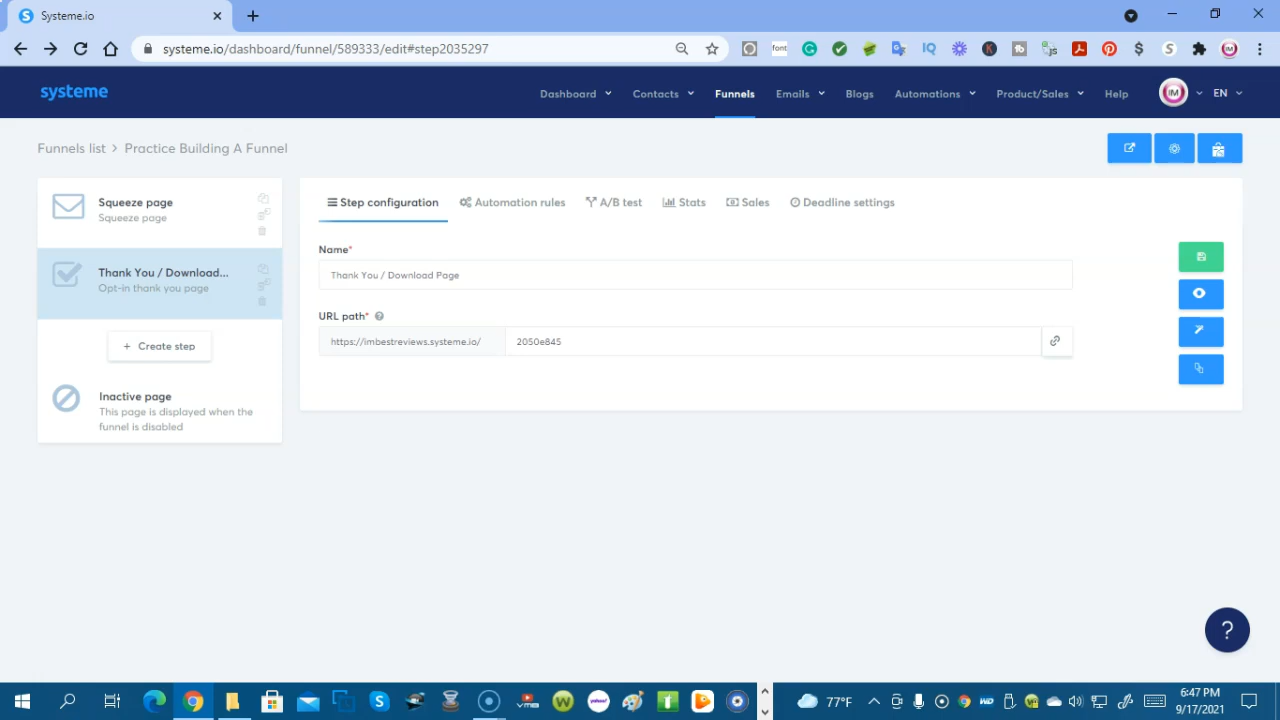 Systeme.io
systeme.io/dashboard/funnel/589333/edit#step2035297
systeme
Dashboard
Contacts
Funnels
Emails
Blogs
Automations
Product/Sales
Help
IM
EN
Funnels list > Practice Building A Funnel
Squeeze page
Squeeze page
Thank You / Download...
Opt-in thank you page
+ Create step
Inactive page
This page is displayed when the
funnel is disabled
Step configuration
Automation rules
A/B test
Stats
Sales
Deadline settings
Name*
Thank You / Download Page
URL path*
https://imbestreviews.systeme.io/
2050e845
?
77°F
6:47 PM
9/17/2021